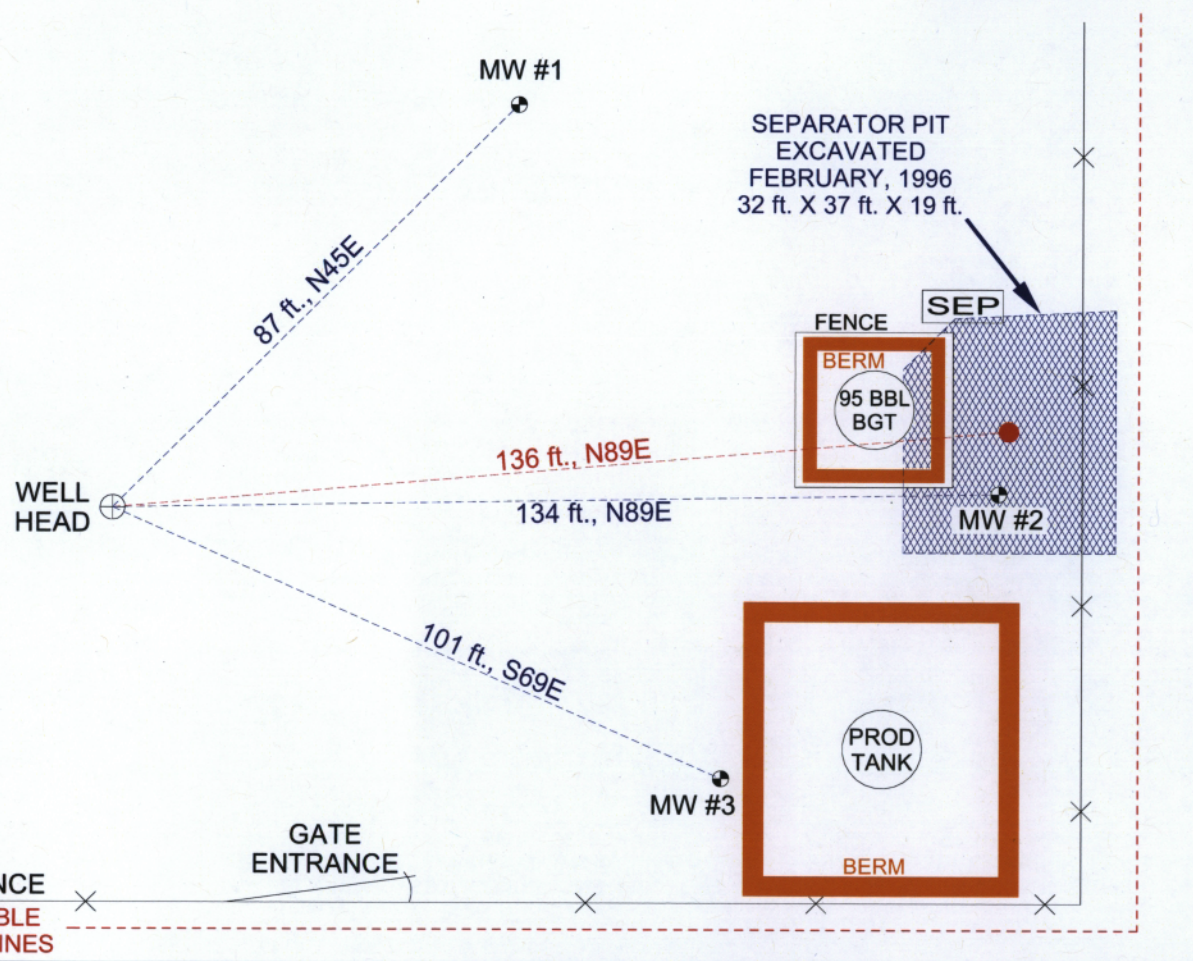 MW #1
SEPARATOR PIT
EXCAVATED
FEBRUARY, 1996
32 ft. X 37 ft. X 19 ft.
87 ft., N45E
SEP
FENCE
BERM
95 BBL
BGT
136 ft., N89E
WELL
HEAD
134 ft., N89E
MW #2
101 ft., S69E
PROD
TANK
MW #3
GATE
ENTRANCE
BERM
NCE
BLE
INES